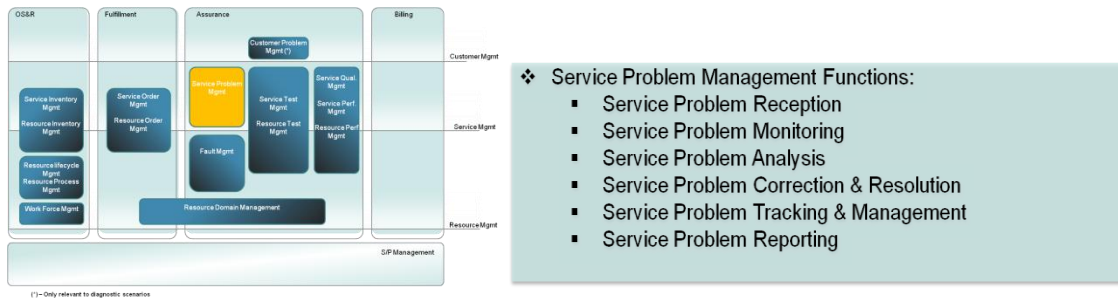 OS&R
Fulfillment
Assurance
Billing
Customer Problem
Mgmt (*)
Customer Mgmt
Service Problem
Mgmt
Service Inventory
Mgmt
Resource Inventory
Mgmt
Service Order
Mgmt
Resource Order
Mgmt
Service Test
Mgmt
Resource Test
Mgmt
Service Qual.
Mgmt
Service Perf.
Mgmt
Resource Perf
Mgmt
Service Mgmt
Fault Mgmt
Resource lifecycle
Mgmt
Resource Process
Mgmt
Work Force Mgmt
Resource Domain Management
Resource Mgmt
S/P Management
(*) – Only relevant to diagnostic scenarios
❖ Service Problem Management Functions:
▪ Service Problem Reception
▪ Service Problem Monitoring
▪ Service Problem Analysis
▪ Service Problem Correction & Resolution
▪ Service Problem Tracking & Management
▪ Service Problem Reporting